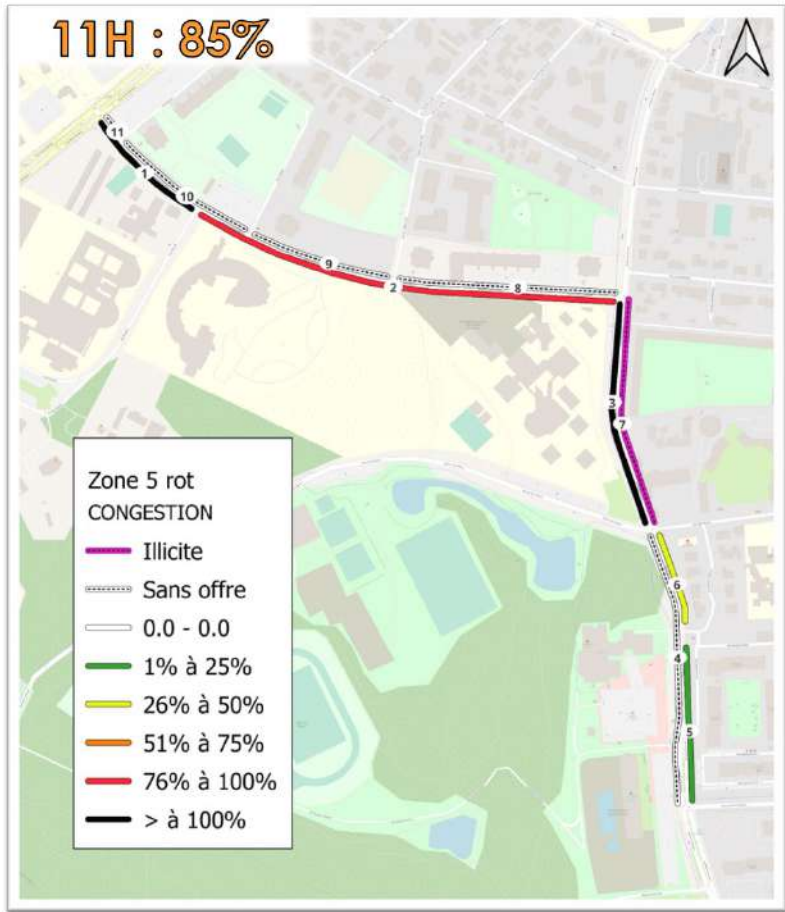 11H : 85%
11
1
10
9
2
8
3
7
6
4
5
Zone 5 rot
CONGESTION
Illicite
Sans offre
0.0 - 0.0
1% à 25%
26% à 50%
51% à 75%
76% à 100%
> à 100%